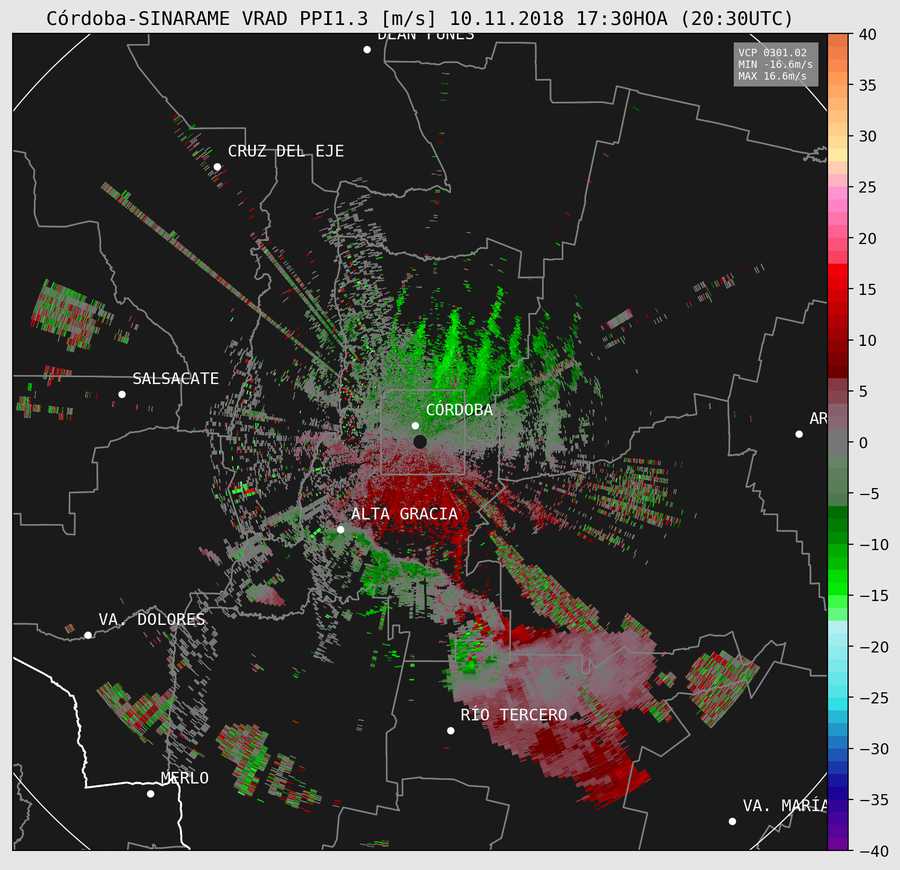 Córdoba-SINARAME VRAD PPI1.3 [m/s] 10.11.2018 17:30HOA (20:30UTC)
DEÁN FUNES
VCP 0301.02
MIN -16.6m/s
MAX 16.6m/s
CRUZ DEL EJE
SALSACATE
CÓRDOBA
AR
ALTA GRACIA
VA. DOLORES
RÍO TERCERO
MERLO
VA. MARÍA
40
35
30
25
20
15
10
5
0
−5
−10
−15
−20
−25
−30
−35
−40